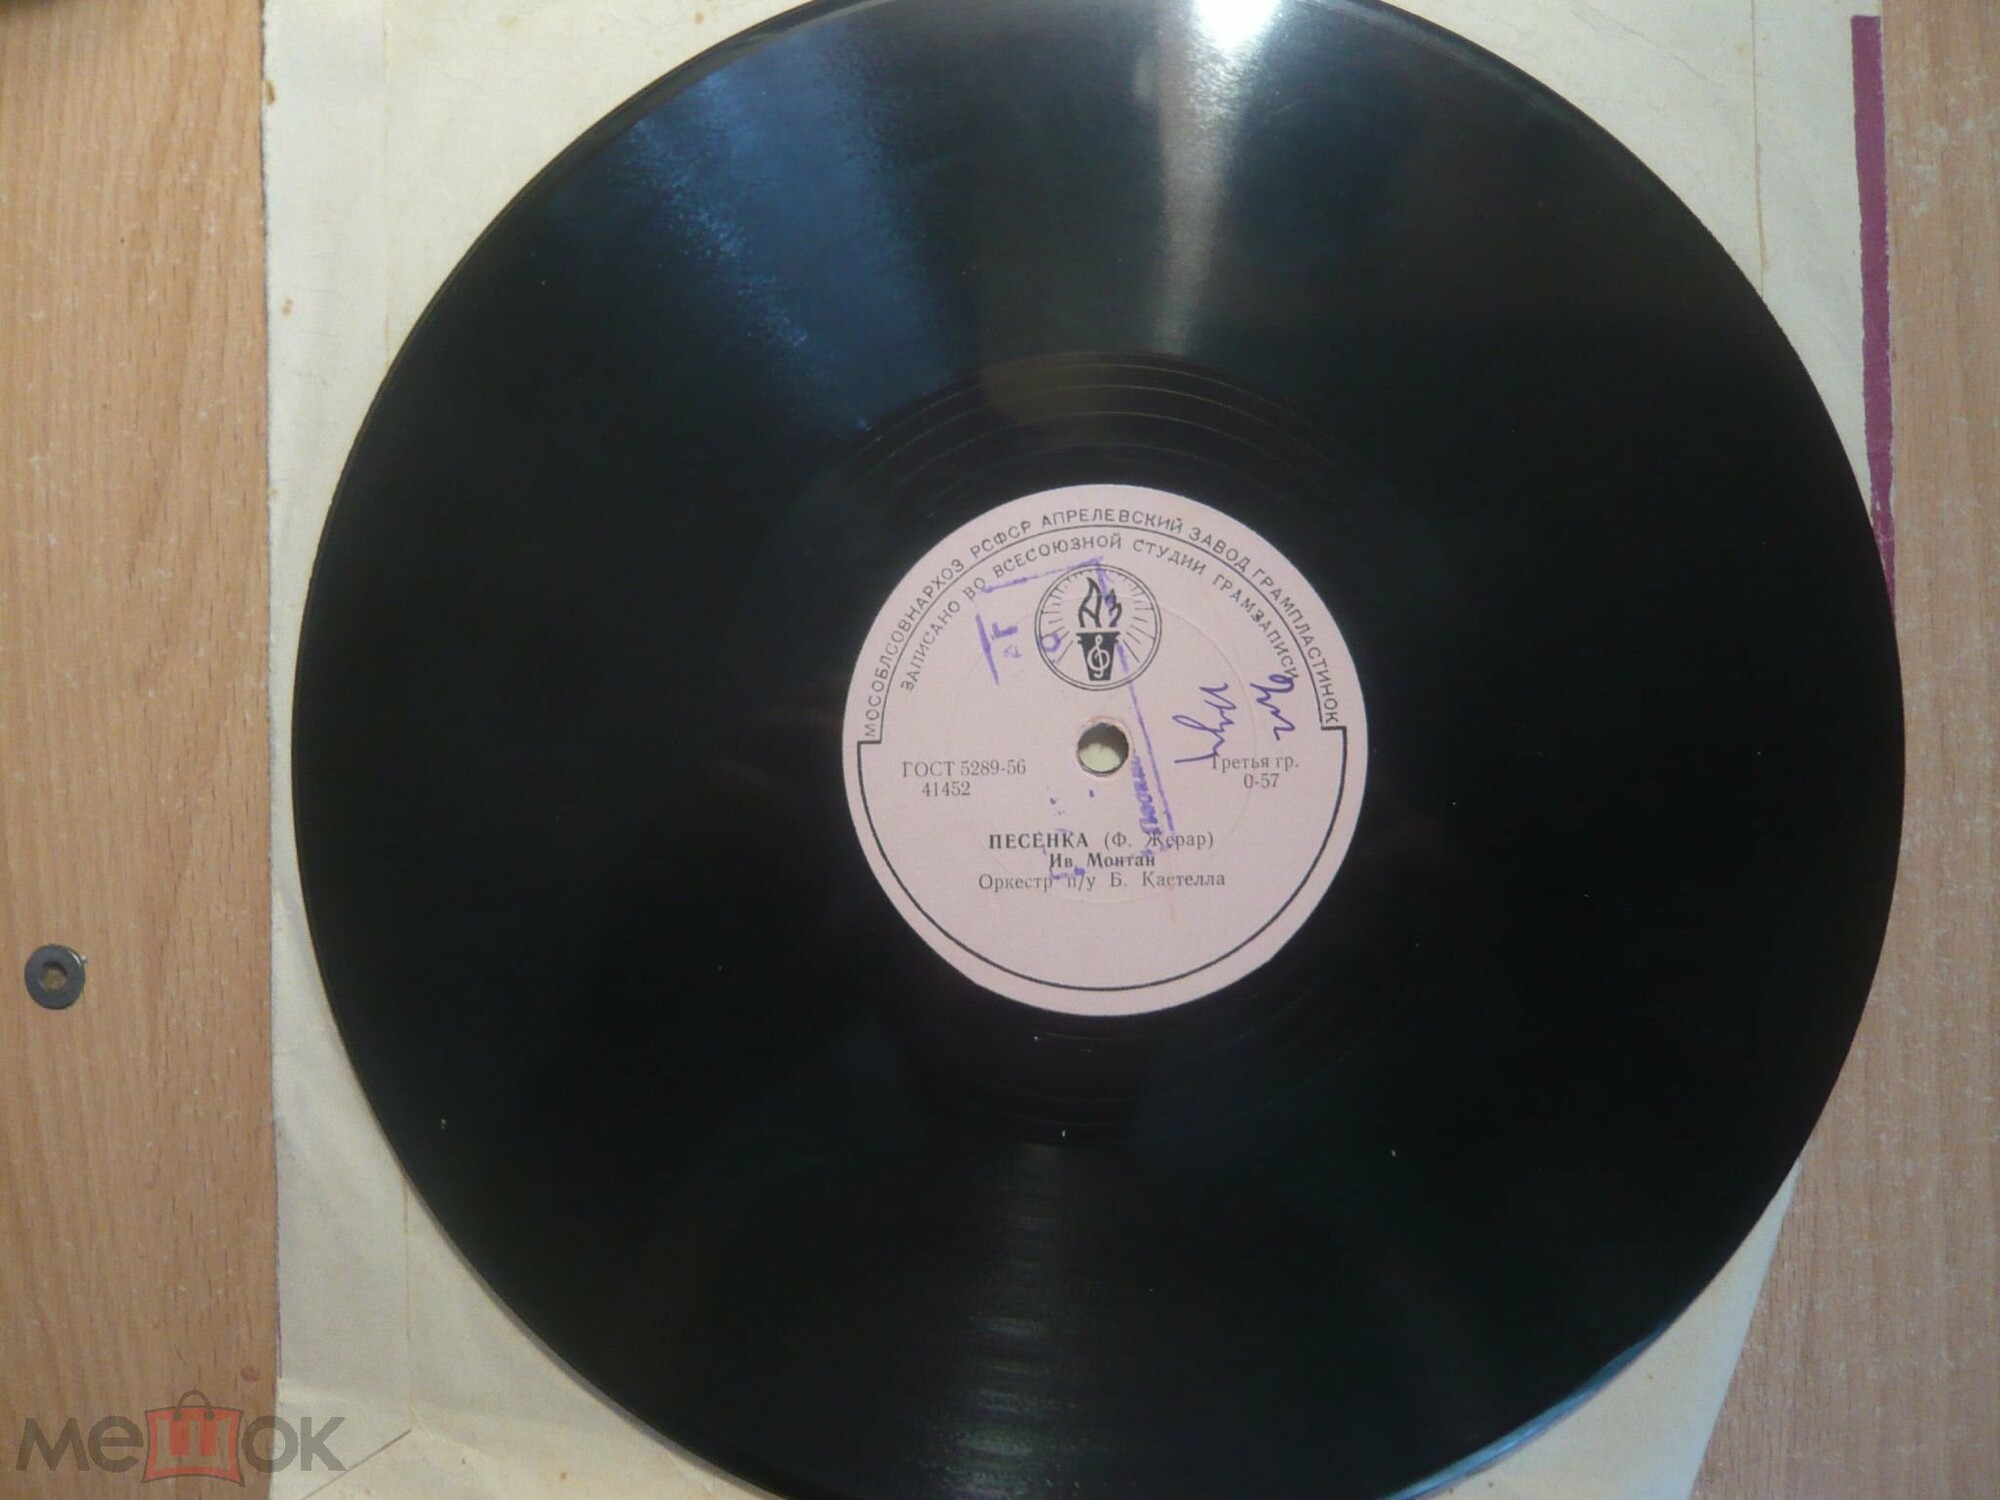 МОСОБЛСОВНАРХОЗ РСФСР АПРЕЛЕВСКИЙ ЗАВОД ГРАМПЛАСТИНОК
ЗАПИСАНО ВО ВСЕСОЮЗНОЙ СТУДИИ ГРАМЗАПИСИ
ГОСТ 5289-56
41452
Третья гр.
0-57
ПЕСЕНКА (Ф. Жерар)
Ив Монтан
Оркестр п/у Б. Кастелла
мешок